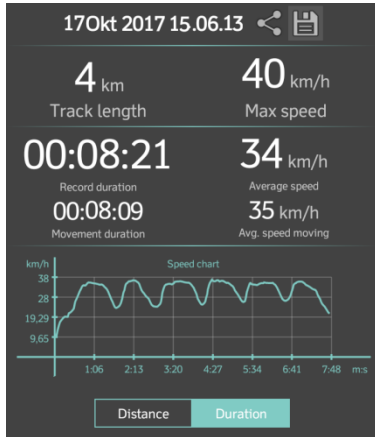 17Okt 2017 15.06.13
4 km
40 km/h
Track length
Max speed
00:08:21
34 km/h
Record duration
Average speed
00:08:09
35 km/h
Movement duration
Avg. speed moving
km/h
Speed chart
38
28
19,29
9,65
1:06 2:13 3:20 4:27 5:34 6:41 7:48 m:s
Distance
Duration